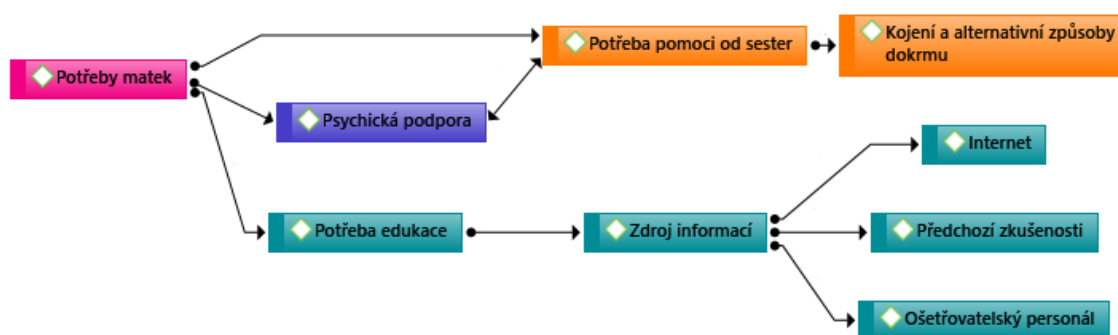 Potřeby matek
Potřeba pomoci od sester
Kojení a alternativní způsoby
dokrmu
Psychická podpora
Internet
Potřeba edukace
Zdroj informací
Předchozí zkušenosti
Ošetřovatelský personál